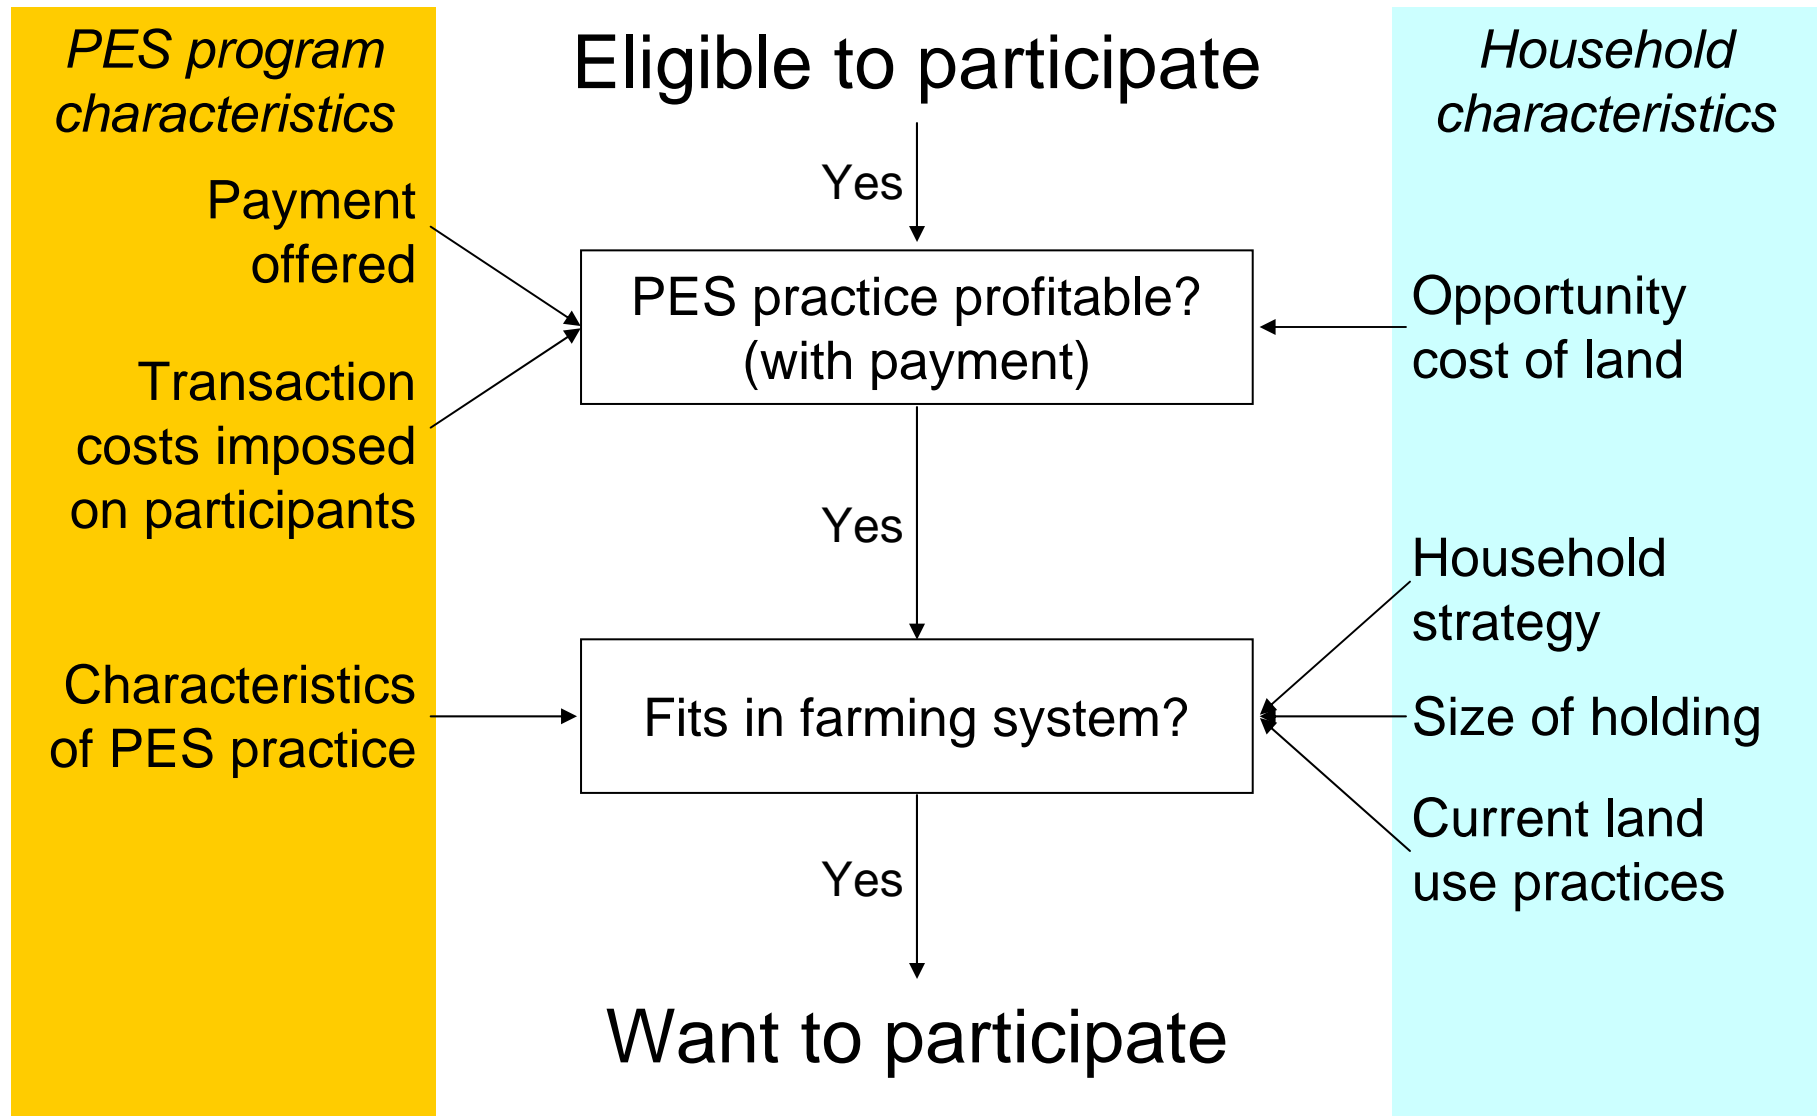 PES program
characteristics
Payment
offered
Transaction
costs imposed
on participants
Characteristics
of PES practice
Eligible to participate
Yes
PES practice profitable?
(with payment)
Yes
Fits in farming system?
Yes
Want to participate
Household
characteristics
Opportunity
cost of land
Household
strategy
Size of holding
Current land
use practices